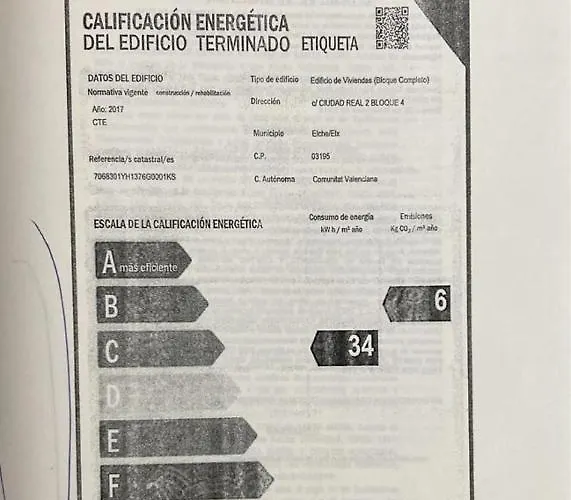 CALIFICACIÓN ENERGÉTICA
DEL EDIFICIO TERMINADO ETIQUETA
DATOS DEL EDIFICIO
Normativa vigente construcción / rehabilitación
Año: 2017
CTE
Referencia/s catastral/es
7068301YH1376G0001KS
Tipo de edificio Edificio de Viviendas (Bloque Completo)
Dirección c/ CIUDAD REAL 2 BLOQUE 4
Municipio Elche/Elx
C.P. 03195
C. Autónoma Comunitat Valenciana
ESCALA DE LA CALIFICACIÓN ENERGÉTICA
Consumo de energía
kW h / m² año
Emisiones
Kg CO₂ / m² año
A más eficiente
B 6
C 34
D
E
F